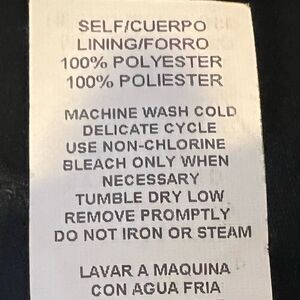 SELF/CUERPO
LINING/FORRO
100% POLYESTER
100% POLIESTER
MACHINE WASH COLD
DELICATE CYCLE
USE NON-CHLORINE
BLEACH ONLY WHEN
NECESSARY
TUMBLE DRY LOW
REMOVE PROMPTLY
DO NOT IRON OR STEAM
LAVAR A MAQUINA
CON AGUA FRIA